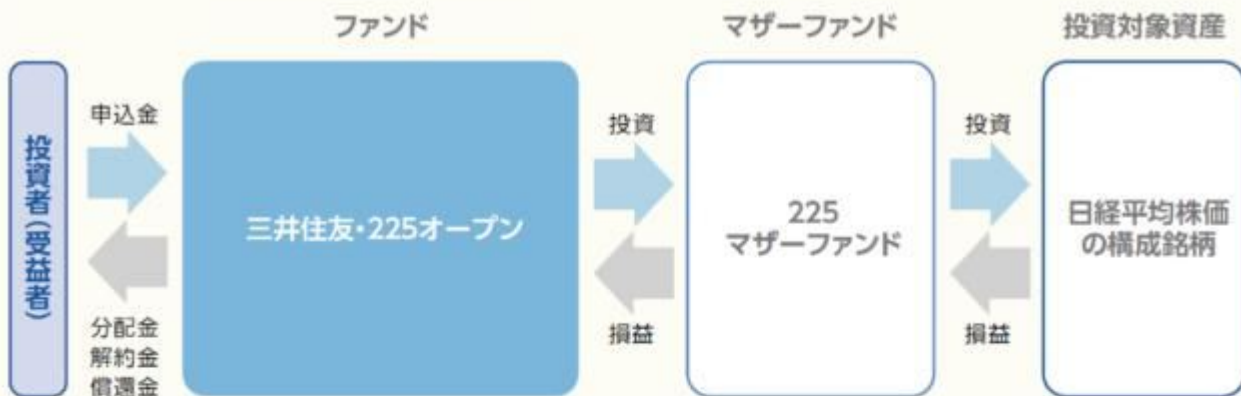 ファンド
マザーファンド
投資対象資産
投資者(受益者)
申込金
分配金
解約金
償還金
三井住友・225オープン
投資
損益
225
マザーファンド
投資
損益
日経平均株価
の構成銘柄